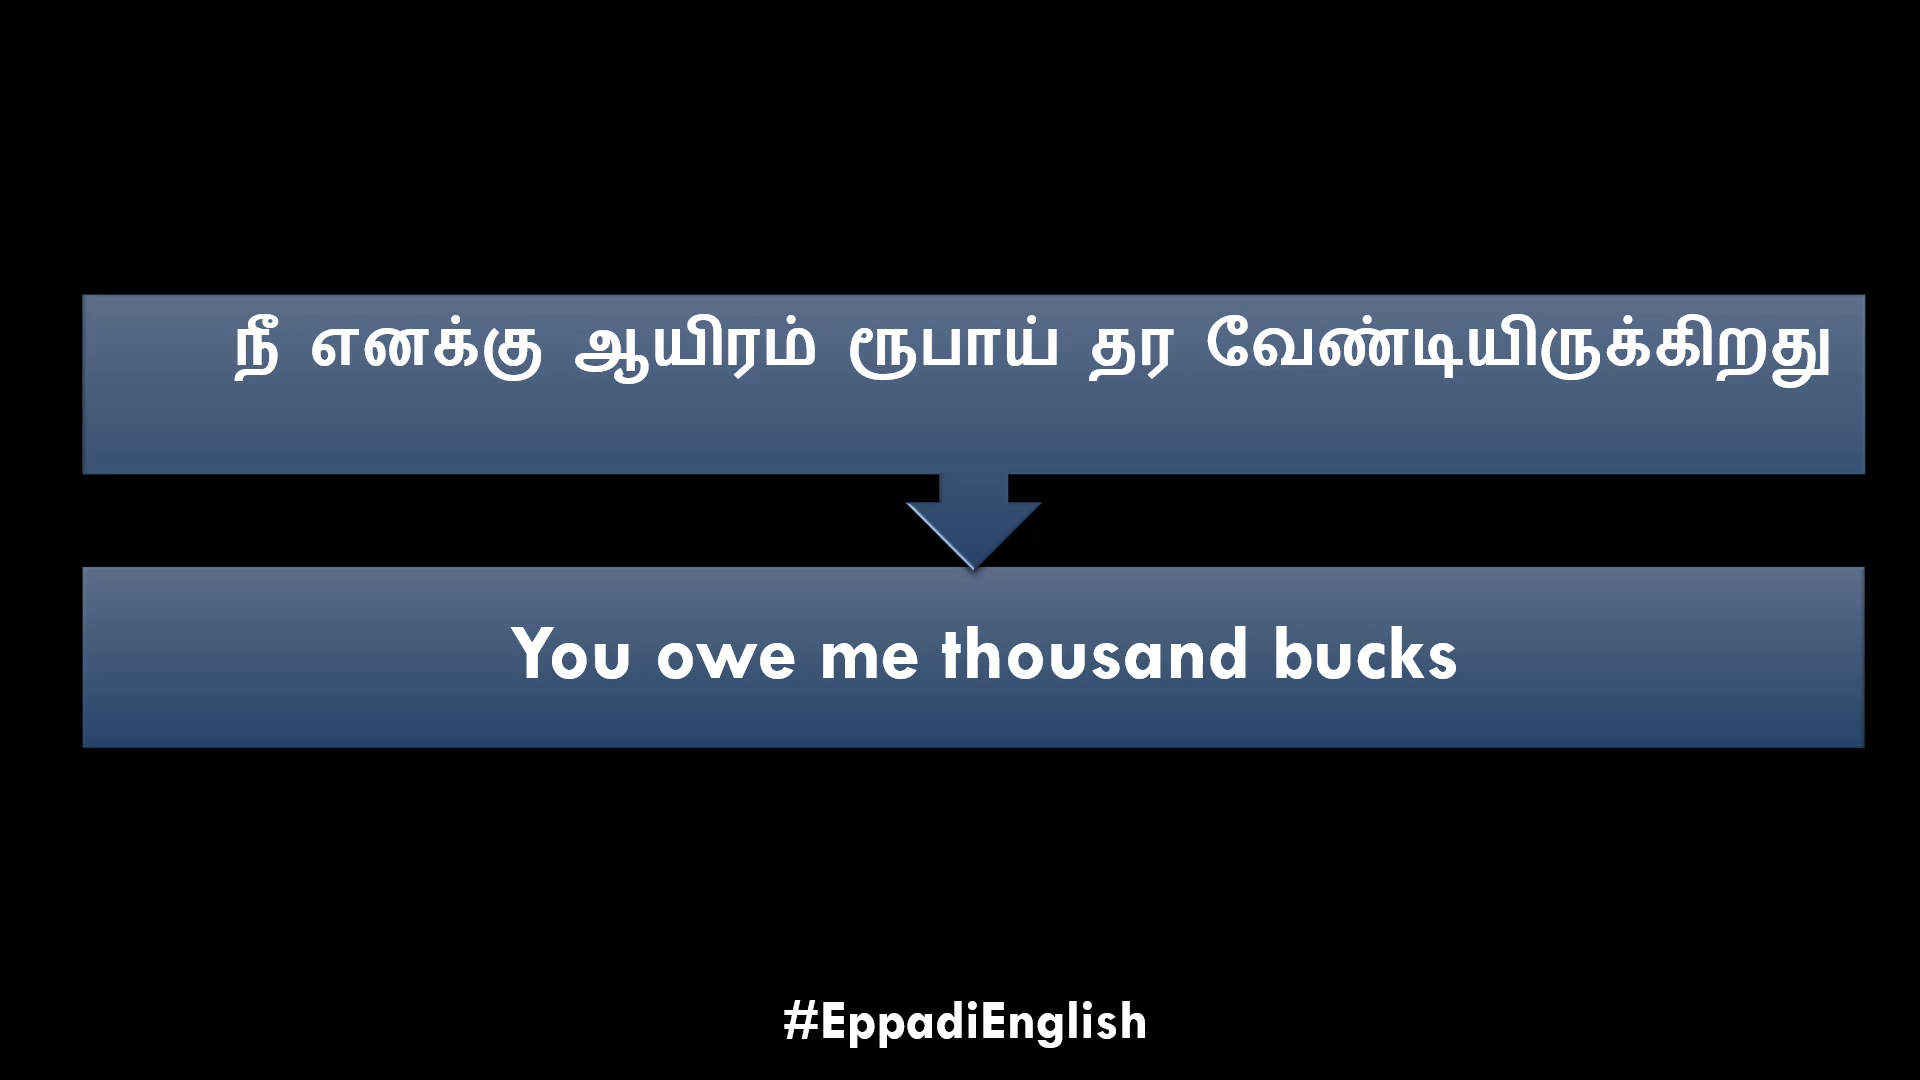 நீ எனக்கு ஆயிரம் ரூபாய் தர வேண்டியிருக்கிறது
You owe me thousand bucks
#EppadiEnglish